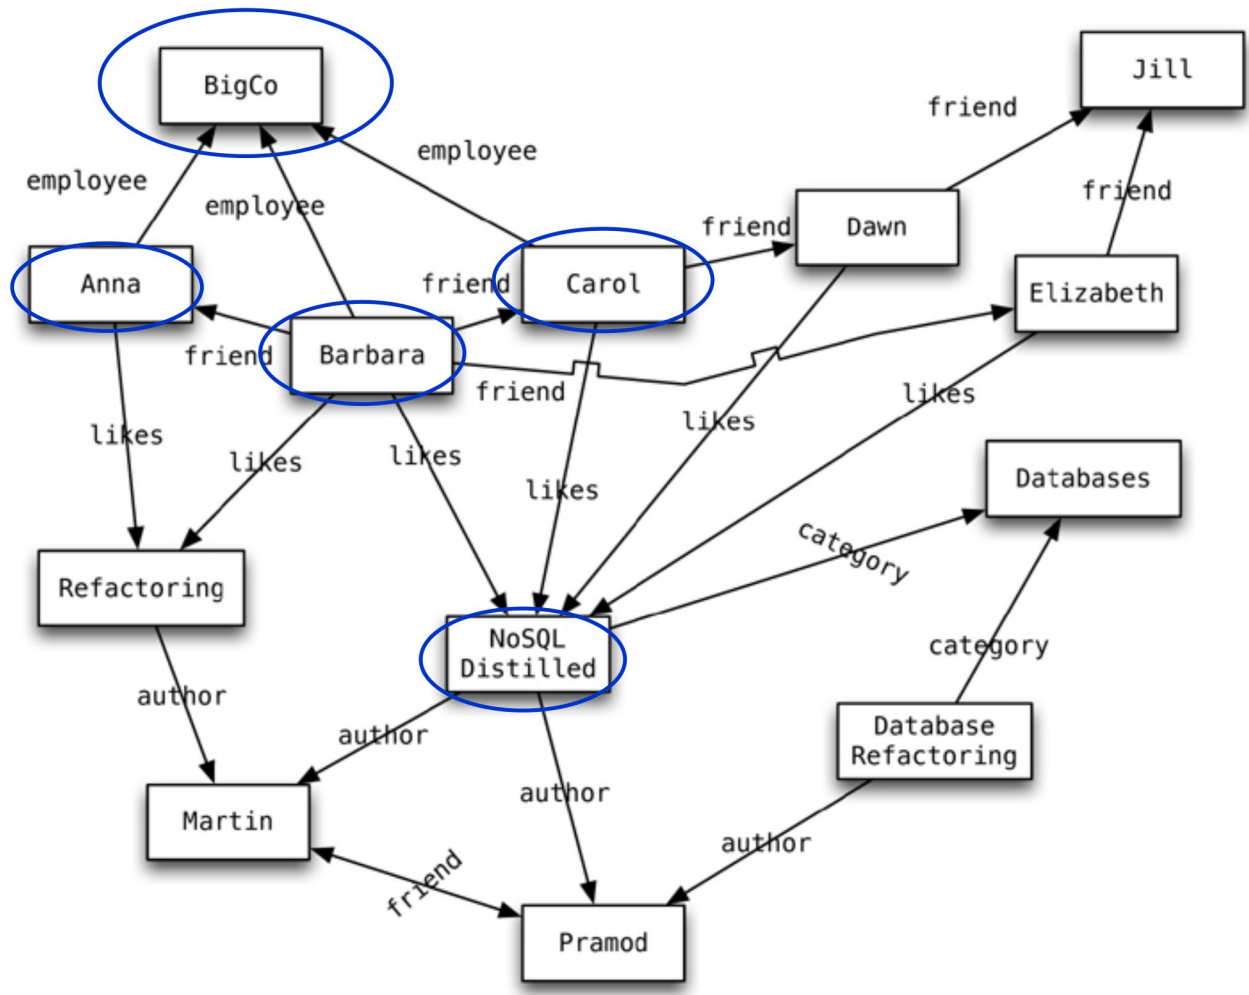 BigCo
Jill
friend
employee
employee
friend
employee
friend
Dawn
Anna
friend
Carol
Elizabeth
friend
Barbara
friend
likes
likes
likes
likes
likes
likes
Databases
category
Refactoring
NoSQL
Distilled
category
author
author
Database
Refactoring
author
Martin
author
friend
Pramod